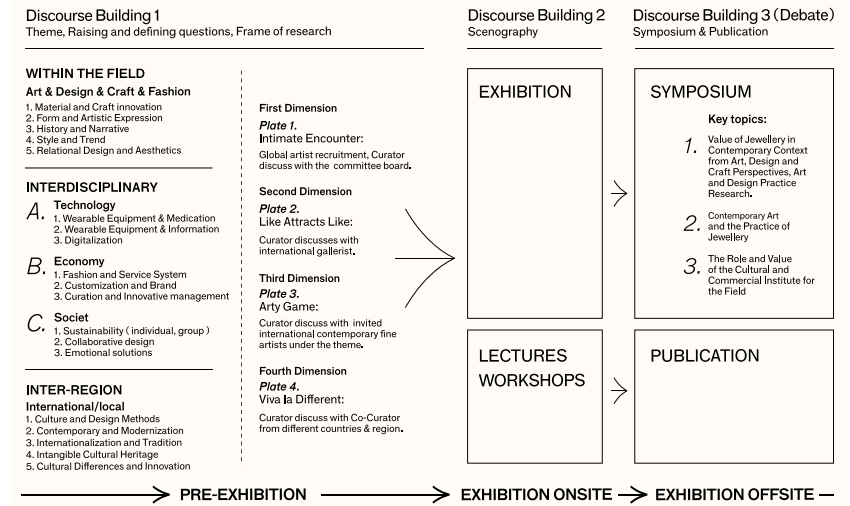 Discourse Building 1
Theme, Raising and defining questions, Frame of research
WITHIN THE FIELD
Art & Design & Craft & Fashion
1. Material and Craft innovation
2. Form and Artistic Expression
3. History and Narrative
4. Style and Trend
5. Relational Design and Aesthetics
INTERDISCIPLINARY
A. Technology
1. Wearable Equipment & Medication
2. Wearable Equipment & Information
3. Digitalization
B. Economy
1. Fashion and Service System
2. Customization and Brand
3. Curation and Innovative management
C. Societ
1. Sustainability ( individual, group )
2. Collaborative design
3. Emotional solutions
INTER-REGION
International/local
1. Culture and Design Methods
2. Contemporary and Modernization
3. Internationalization and Tradition
4. Intangible Cultural Heritage
5. Cultural Differences and Innovation
First Dimension
Plate 1.
Intimate Encounter:
Global artist recruitment, Curator
discuss with the committee board.
Second Dimension
Plate 2.
Like Attracts Like:
Curator discusses with
international gallerist.
Third Dimension
Plate 3.
Arty Game:
Curator discuss with invited
international contemporary fine
artists under the theme.
Fourth Dimension
Plate 4.
Viva la Different:
Curator discuss with Co-Curator
from different countries & region.
Discourse Building 2
Scenography
EXHIBITION
LECTURES
WORKSHOPS
Discourse Building 3 (Debate)
Symposium & Publication
SYMPOSIUM
Key topics:
1. Value of Jewellery in
Contemporary Context
from Art, Design and
Craft Perspectives, Art
and Design Practice
Research.
2. Contemporary Art
and the Practice of
Jewellery
3. The Role and Value
of the Cultural and
Commercial Institute for
the Field
PUBLICATION
PRE-EXHIBITION
EXHIBITION ONSITE
EXHIBITION OFFSITE